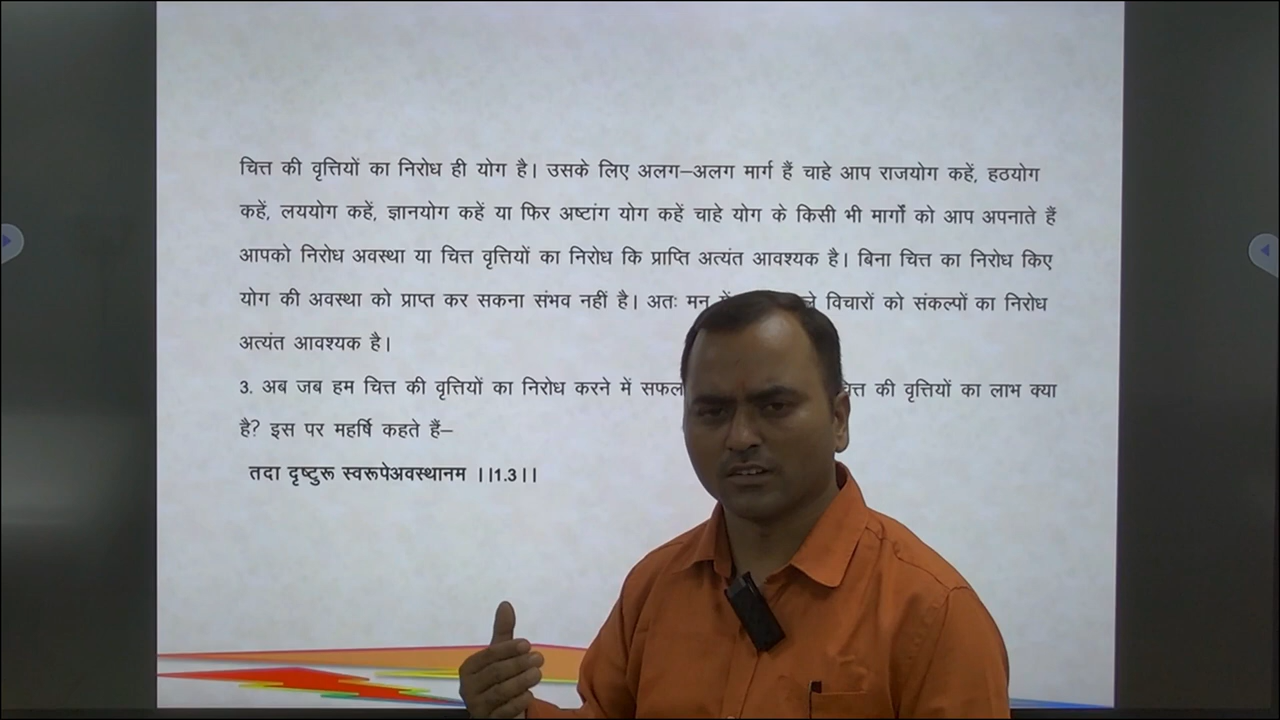 चित्त की वृत्तियों का निरोध ही योग है। उसके लिए अलग–अलग मार्ग हैं चाहे आप राजयोग कहें, हठयोग
कहें, लययोग कहें, ज्ञानयोग कहें या फिर अष्टांग योग कहें चाहे योग के किसी भी मार्गों को आप अपनाते हैं
आपको निरोध अवस्था या चित्त वृत्तियों का निरोध कि प्राप्ति अत्यंत आवश्यक है। बिना चित्त का निरोध किए
योग की अवस्था को प्राप्त कर सकना संभव नहीं है। अतः मन विचारों को संकल्पों का निरोध
अत्यंत आवश्यक है।
3. अब जब हम चित्त की वृत्तियों का निरोध करने में सफल की वृत्तियों का लाभ क्या
है? इस पर महर्षि कहते हैं–
तदा दृष्टुरू स्वरूपेअवस्थानम ।।1.3।।